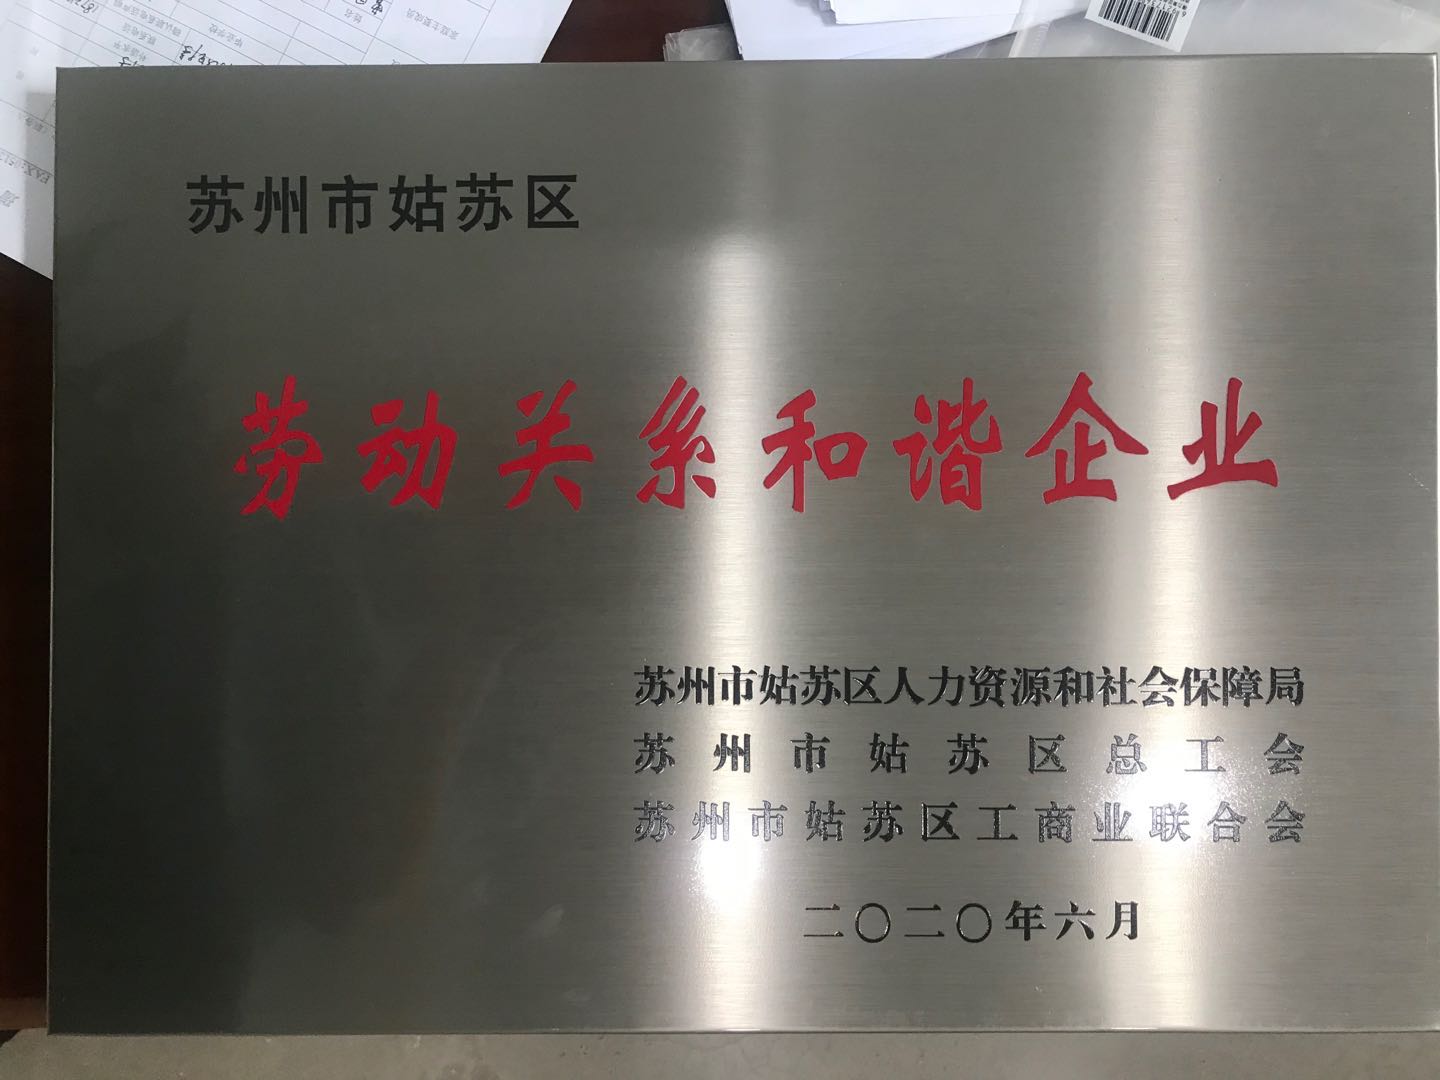 苏州市姑苏区
劳动关系和谐企业
苏州市姑苏区人力资源和社会保障局
苏州市姑苏区总工会
苏州市姑苏区工商业联合会
二〇二〇年六月